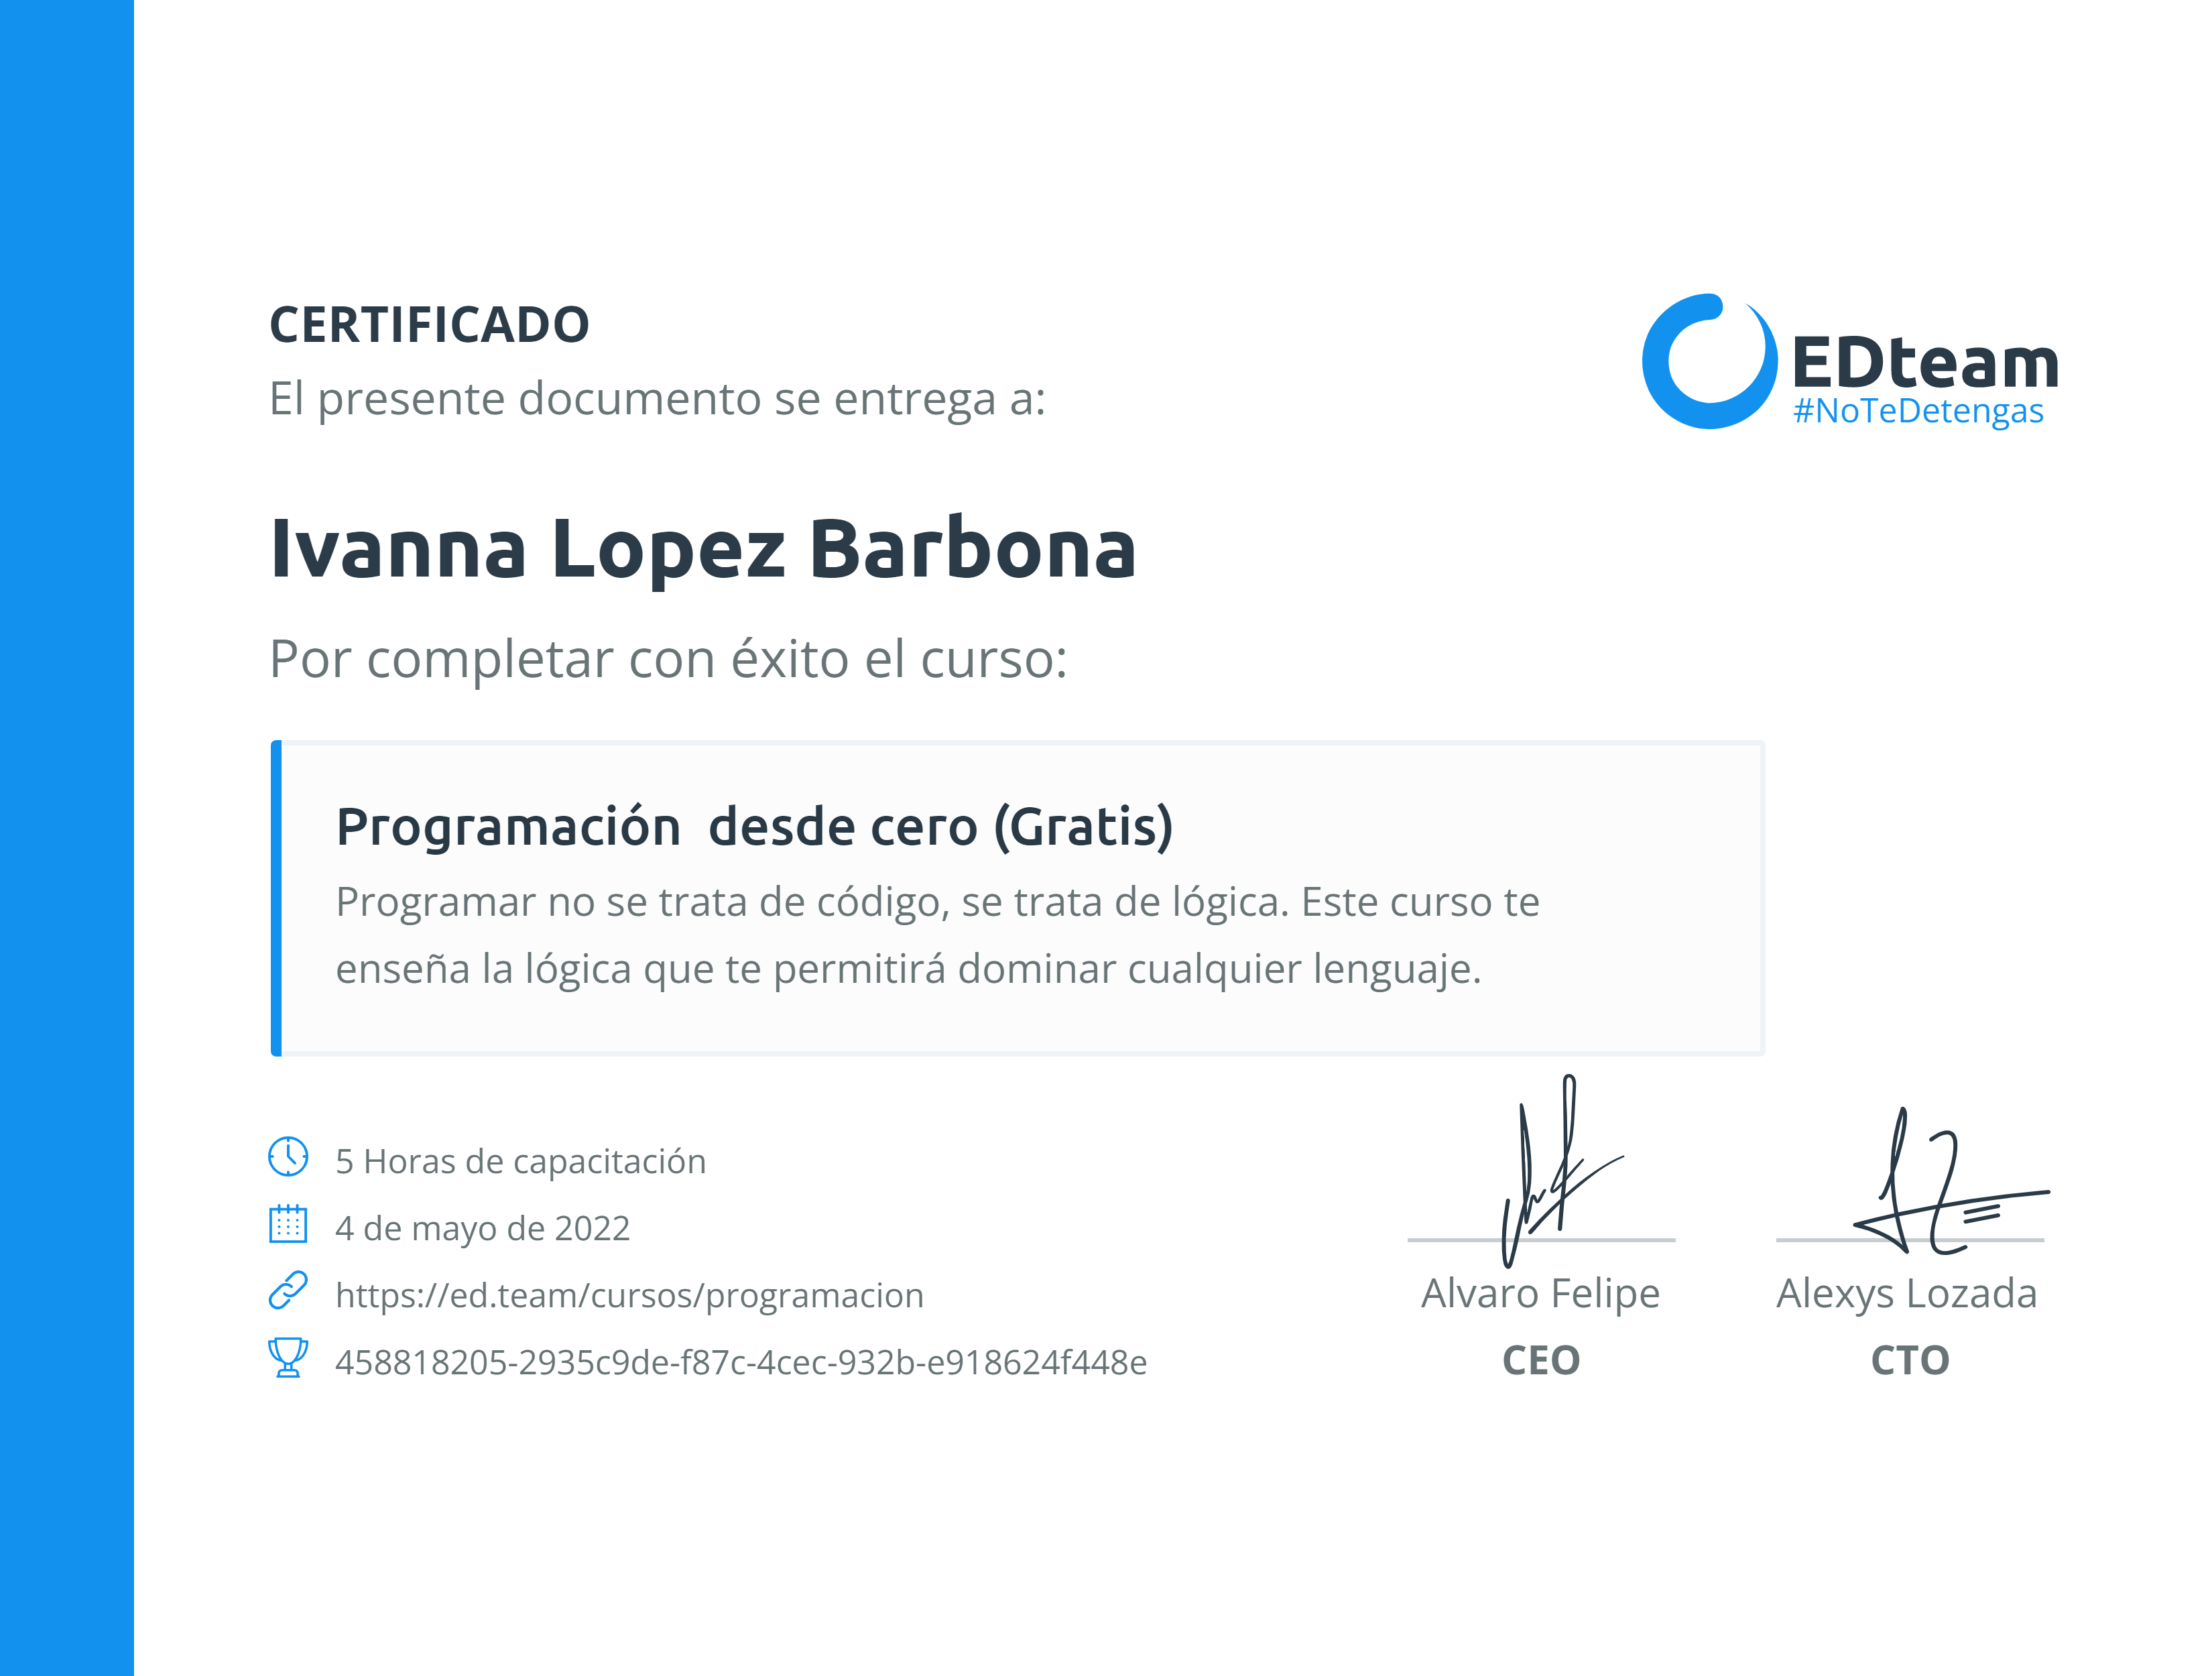 CERTIFICADO
El presente documento se entrega a:
EDteam
#NoTeDetengas
Ivanna Lopez Barbona
Por completar con éxito el curso:
Programación  desde cero (Gratis)
Programar no se trata de código, se trata de lógica. Este curso te
enseña la lógica que te permitirá dominar cualquier lenguaje.
5 Horas de capacitación
4 de mayo de 2022
https://ed.team/cursos/programacion
458818205-2935c9de-f87c-4cec-932b-e918624f448e
Alvaro Felipe
CEO
Alexys Lozada
CTO